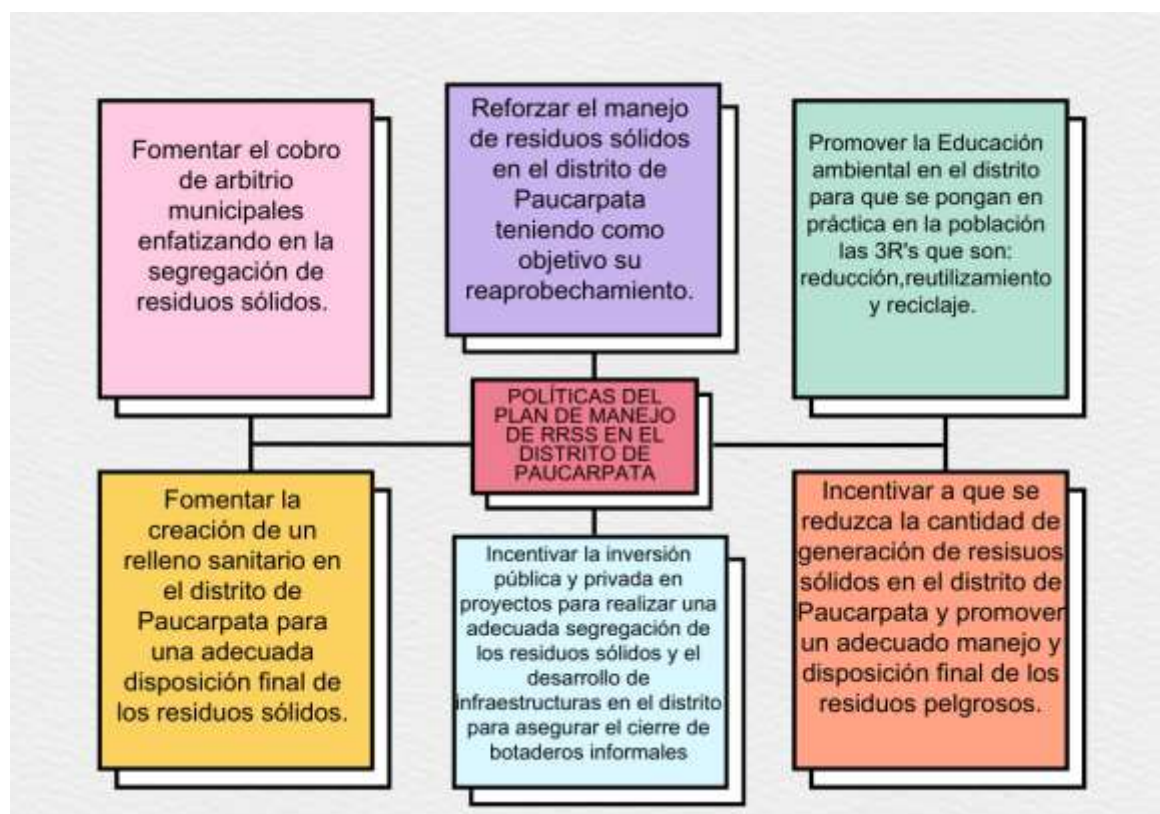 Fomentar el cobro
de arbitrio
municipales
enfatizando en la
segregación de
residuos sólidos.
Reforzar el manejo
de residuos sólidos
en el distrito de
Paucarpata
teniendo como
objetivo su
reaprobechamiento.
Promover la Educación
ambiental en el distrito
para que se pongan en
práctica en la población
las 3R's que son:
reducción,reutilizamiento
y reciclaje.
POLÍTICAS DEL
PLAN DE MANEJO
DE RRSS EN EL
DISTRITO DE
PAUCARPATA
Fomentar la
creación de un
relleno sanitario en
el distrito de
Paucarpata para
una adecuada
disposición final de
los residuos sólidos.
Incentivar la inversión
pública y privada en
proyectos para realizar una
adecuada segregación de
los residuos sólidos y el
desarrollo de
infraestructuras en el distrito
para asegurar el cierre de
botaderos informales
Incentivar a que se
reduzca la cantidad de
generación de resisuos
sólidos en el distrito de
Paucarpata y promover
un adecuado manejo y
disposición final de los
residuos pelgrosos.